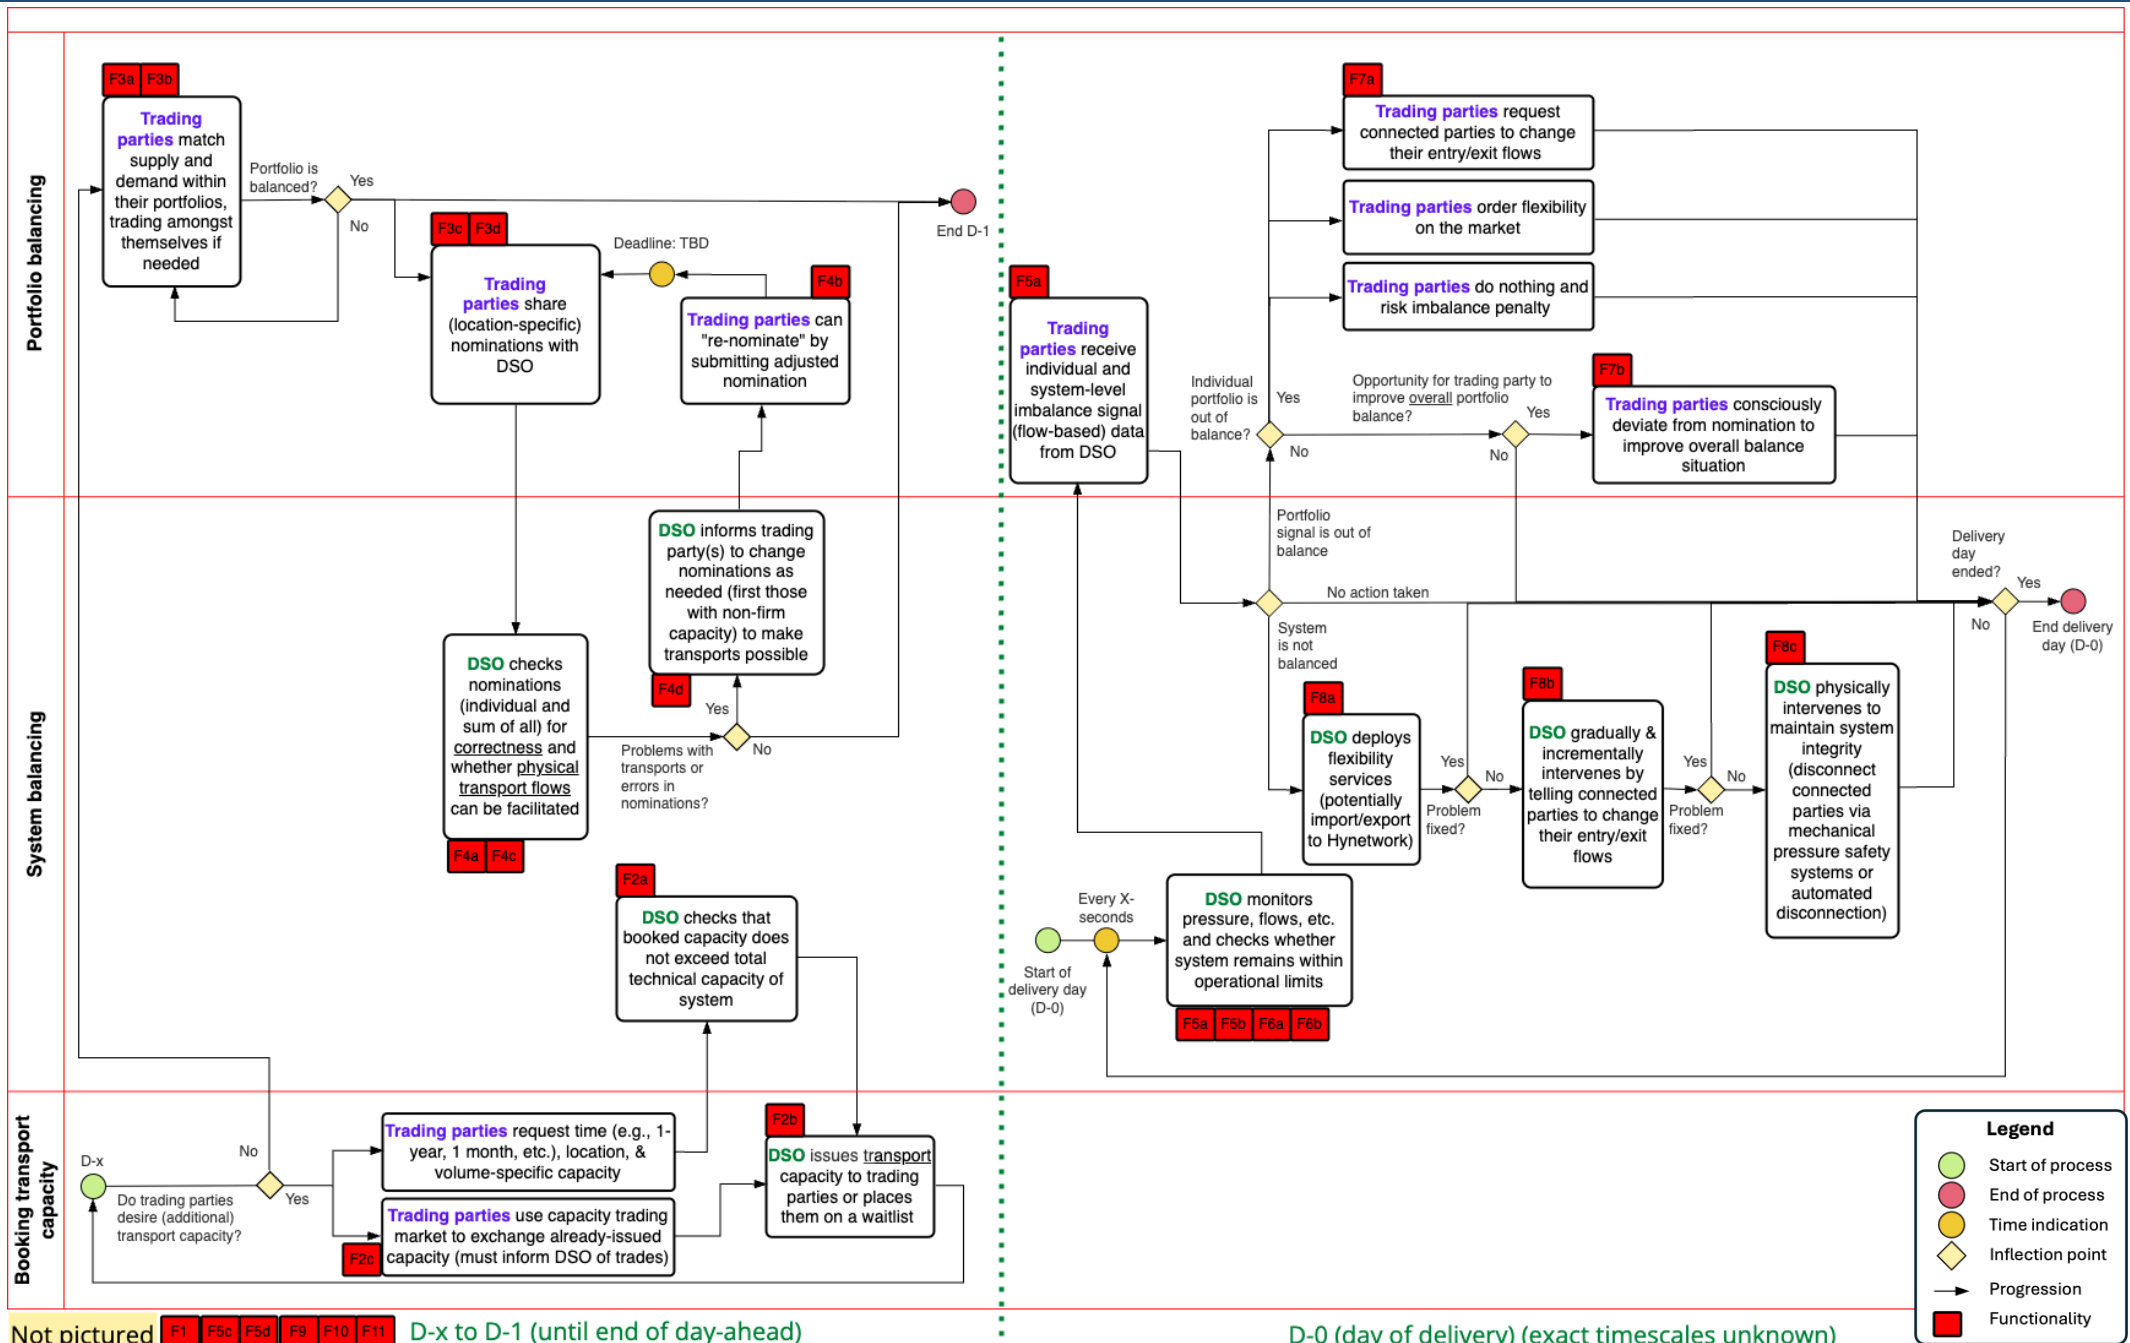 F3a F3b
Trading
parties match
supply and
demand within
their portfolios,
trading amongst
themselves if
needed
Portfolio is
balanced?
Yes
No
End D-1
F3c F3d
Trading
parties share
(location-specific)
nominations with
DSO
Deadline: TBD
F4b
Trading parties can
"re-nominate" by
submitting adjusted
nomination
Portfolio balancing
F7a
Trading parties request
connected parties to change
their entry/exit flows
Trading parties order flexibility
on the market
Trading parties do nothing and
risk imbalance penalty
F5a
Trading
parties receive
individual and
system-level
imbalance signal
(flow-based) data
from DSO
Individual
portfolio is
out of
balance?
Yes
No
Opportunity for trading party to
improve overall portfolio
balance?
Yes
No
F7b
Trading parties consciously
deviate from nomination to
improve overall balance
situation
System balancing
DSO informs trading
party(s) to change
nominations as
needed (first those
with non-firm
capacity) to make
transports possible
F4d
Yes
No
DSO checks
nominations
(individual and
sum of all) for
correctness and
whether physical
transport flows
can be facilitated
F4a F4c
Problems with
transports or
errors in
nominations?
F2a
DSO checks that
booked capacity does
not exceed total
technical capacity of
system
Portfolio
signal is out of
balance
No action taken
System
is not
balanced
Delivery
day
ended?
Yes
No
End delivery
day (D-0)
F8a
DSO deploys
flexibility
services
(potentially
import/export
to Hynetwork)
Yes
No
Problem
fixed?
F8b
DSO gradually &
incrementally
intervenes by
telling connected
parties to change
their entry/exit
flows
Yes
No
Problem
fixed?
F8c
DSO physically
intervenes to
maintain system
integrity
(disconnect
connected
parties via
mechanical
pressure safety
systems or
automated
disconnection)
Every X-
seconds
Start of
delivery day
(D-0)
DSO monitors
pressure, flows, etc.
and checks whether
system remains within
operational limits
F5a F5b F6a F6b
Booking transport
capacity
D-x
Do trading parties
desire (additional)
transport capacity?
No
Yes
Trading parties request time (e.g., 1-
year, 1 month, etc.), location, &
volume-specific capacity
F2c
Trading parties use capacity trading
market to exchange already-issued
capacity (must inform DSO of trades)
F2b
DSO issues transport
capacity to trading
parties or places
them on a waitlist
Legend
Start of process
End of process
Time indication
Inflection point
Progression
Functionality
Not pictured F1 F5c F5d F9 F10 F11
D-x to D-1 (until end of day-ahead)
D-0 (day of delivery) (exact timescales unknown)